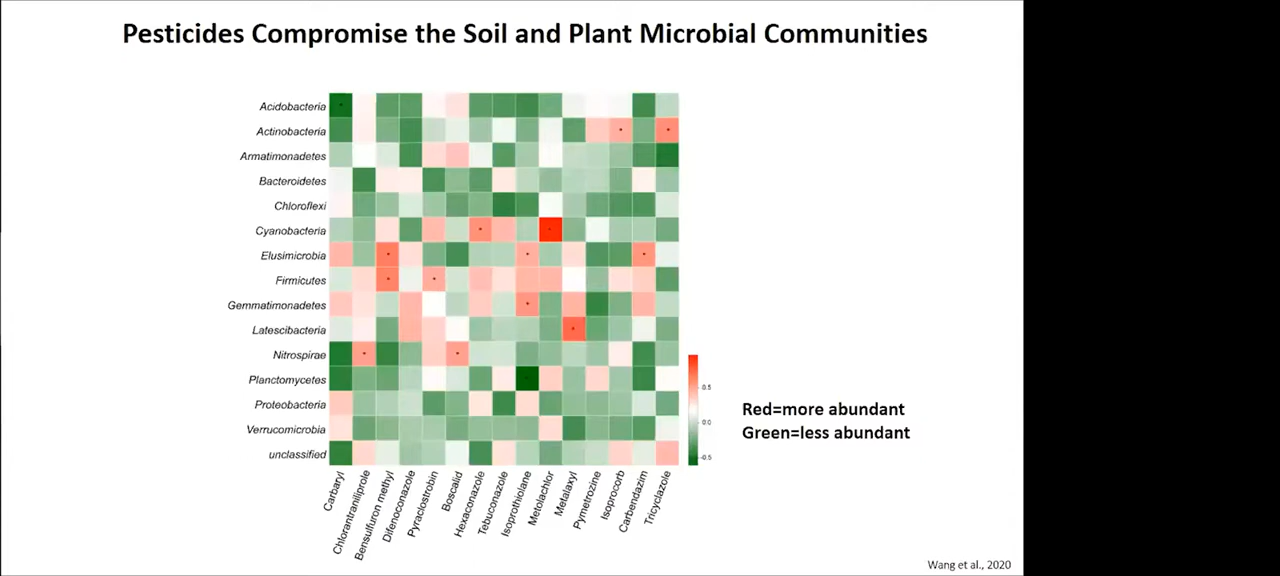 Pesticides Compromise the Soil and Plant Microbial Communities
Acidobacteria
Actinobacteria
Armatimonadetes
Bacteroidetes
Chloroflexi
Cyanobacteria
Elusimicrobia
Firmicutes
Gemmatimonadetes
Latescibacteria
Nitrospirae
Planctomycetes
Proteobacteria
Verrucomicrobia
unclassified
0.5
0.0
-0.5
Red=more abundant
Green=less abundant
Carbaryl
Chlorantraniliprole
Bensulfuron methyl
Difenoconazole
Pyraclostrobin
Boscalid
Hexaconazole
Tebuconazole
Isoprothiolane
Metolachlor
Metalaxyl
Pymetrozine
Isoprocorb
Carbendazim
Tricyclazole
Wang et al., 2020